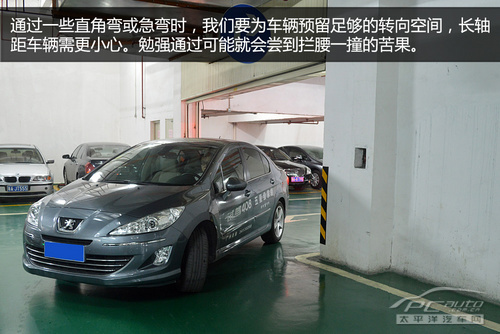 通过一些直角弯或急弯时，我们要为车辆预留足够的转向空间，长轴
距车辆需更小心。勉强通过可能就会尝到拦腰一撞的苦果。
408
PCauto
太平洋汽车网